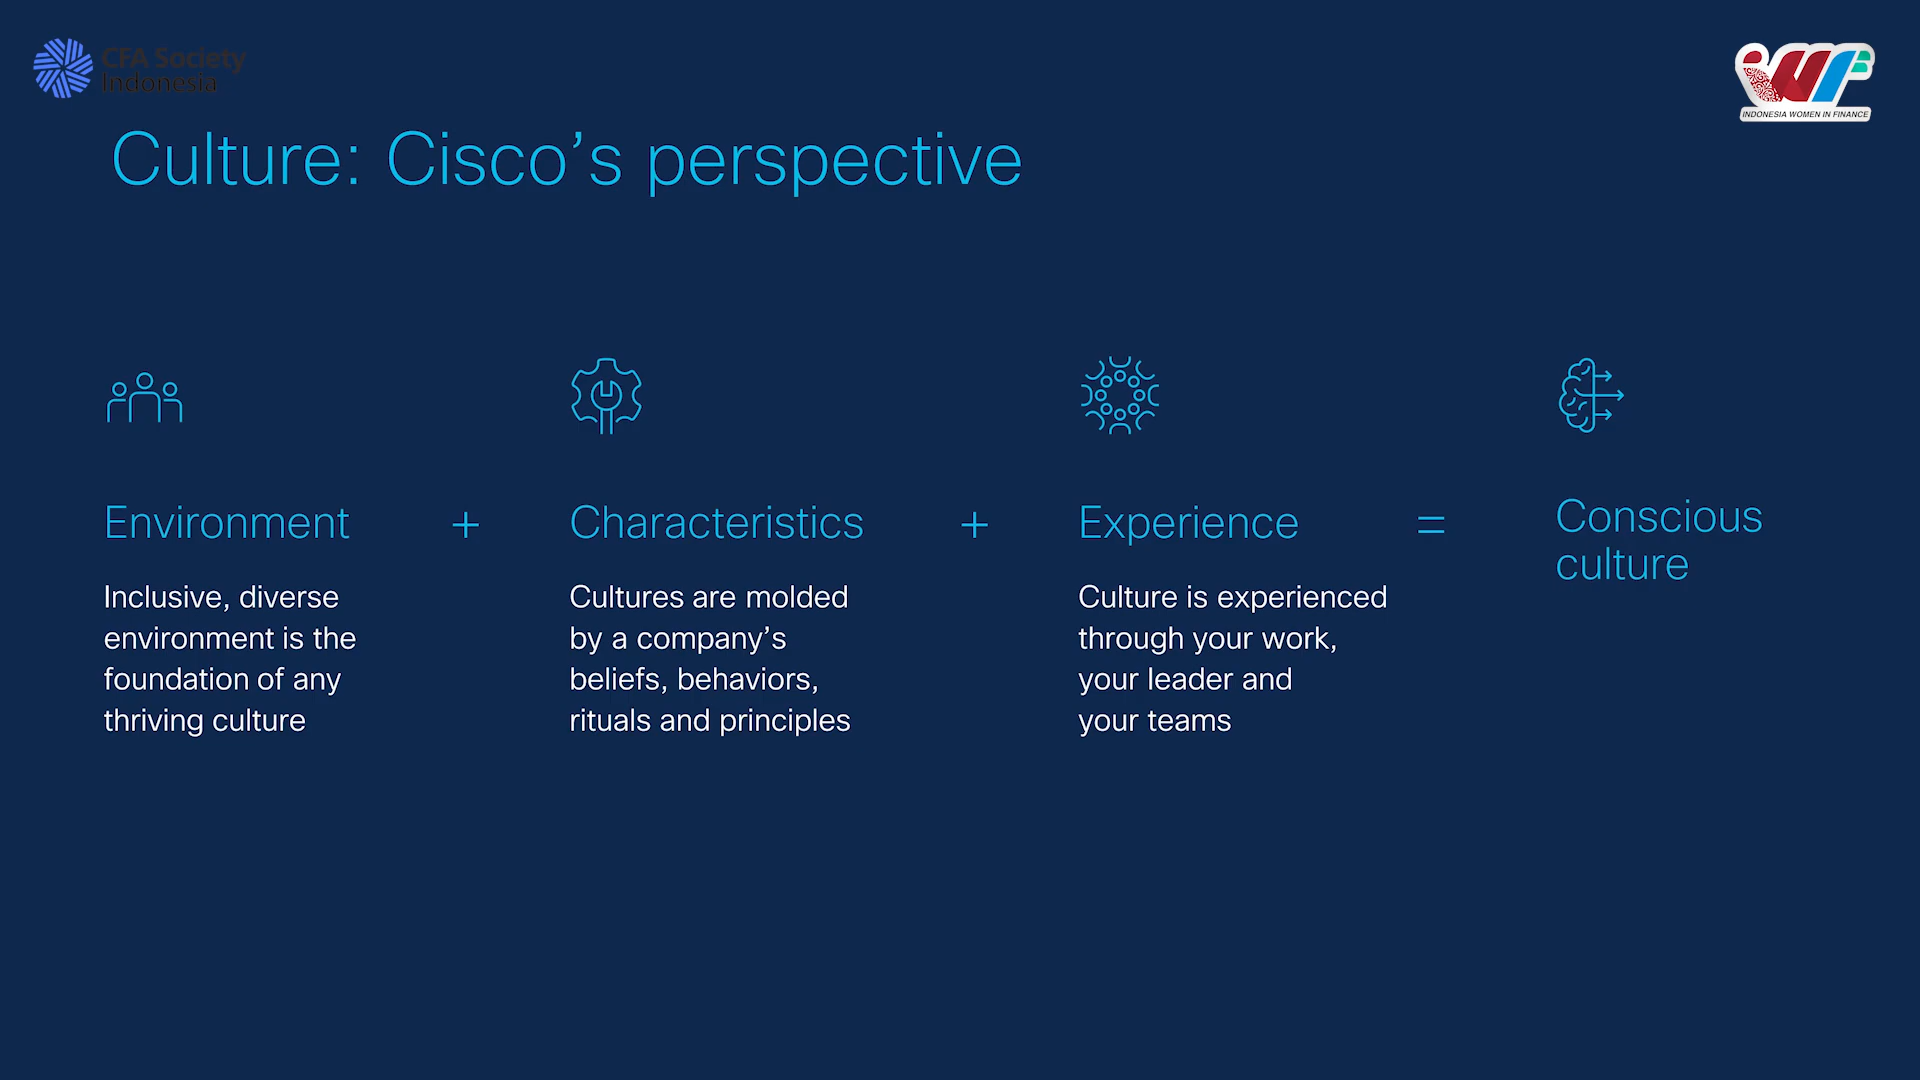 CFA Society
Indonesia
INDONESIA WOMEN IN FINANCE
Culture: Cisco’s perspective
Environment + Characteristics + Experience = Conscious culture
Inclusive, diverse
environment is the
foundation of any
thriving culture
Cultures are molded
by a company’s
beliefs, behaviors,
rituals and principles
Culture is experienced
through your work,
your leader and
your teams